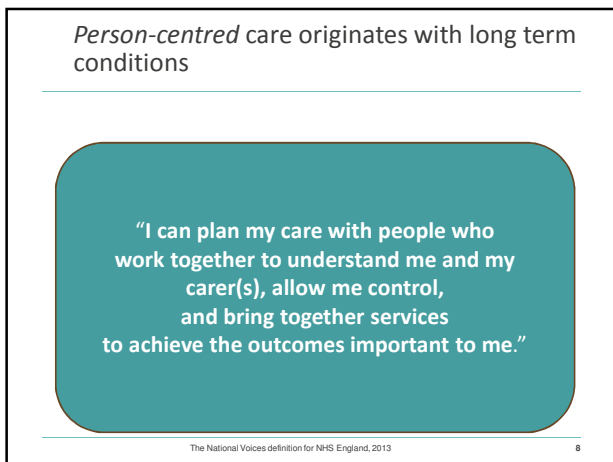 Person-centred care originates with long term
conditions
“I can plan my care with people who
work together to understand me and my
carer(s), allow me control,
and bring together services
to achieve the outcomes important to me.”
The National Voices definition for NHS England, 2013
8